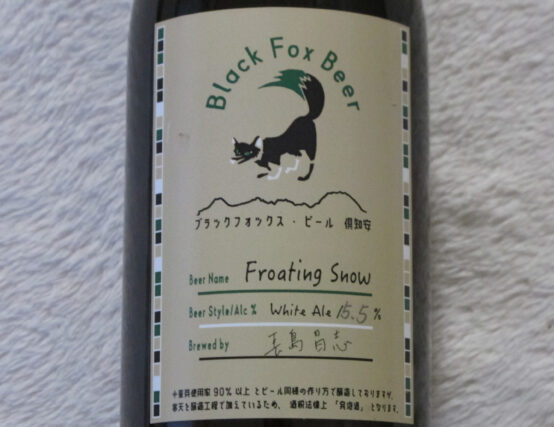 Black Fox Beer
ブラックフォックス・ビール 倶知安
Beer Name Froating Snow
Beer Style/Alc % White Ale 5.5 %
Brewed by 長島昌志
※麦芽使用率 90% 以上 とビール同様の作り方で醸造しておりますが、
寒天を醸造工程で加えているため、 酒税法上 「発泡酒」 となります。